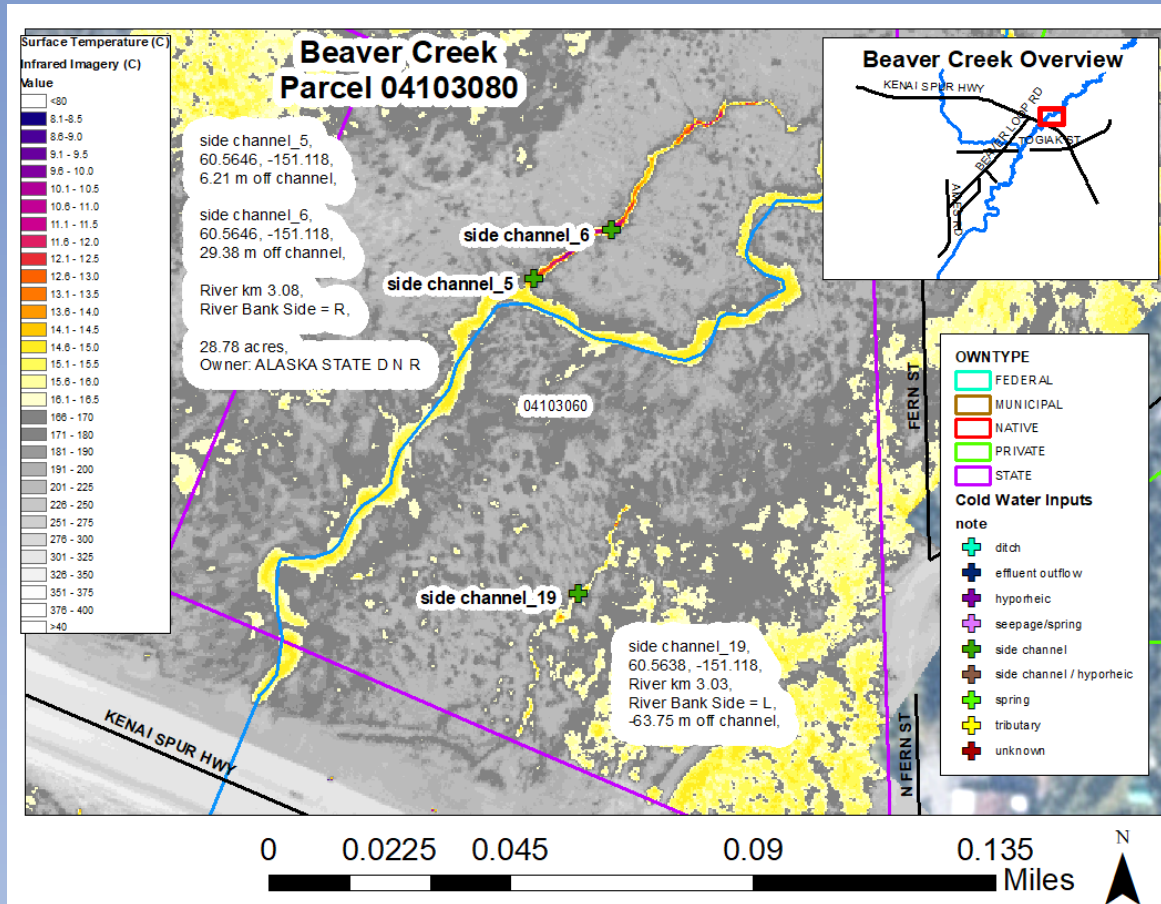 Surface Temperature (C)
Infrared Imagery (C)
Value
<80
8.1-8.5
8.6-9.0
9.1 - 9.5
9.6 - 10.0
10.1 - 10.5
10.6 - 11.0
11.1 - 11.5
11.6 - 12.0
12.1 - 12.5
12.6 - 13.0
13.1 - 13.5
13.6 - 14.0
14.1 - 14.5
14.6 - 15.0
15.1 - 15.5
15.6 - 16.0
16.1 - 16.5
166 - 170
171 - 180
181 - 190
191 - 200
201 - 225
226 - 250
251 - 275
276 - 300
301 - 325
326 - 350
351 - 375
376 - 400
>40
Beaver Creek
Parcel 04103080
side channel_5,
60.5646, -151.118,
6.21 m off channel,
side channel_6,
60.5646, -151.118,
29.38 m off channel,
River km 3.08,
River Bank Side = R,
28.78 acres,
Owner: ALASKA STATE D N R
side channel_6
side channel_5
04103060
side channel_19
side channel_19,
60.5638, -151.118,
River km 3.03,
River Bank Side = L,
-63.75 m off channel,
KENAI SPUR HWY
FERN ST
N FERN ST
Beaver Creek Overview
KENAI SPUR HWY
BEAVER LOOP RD
TOGIAK ST
AMES RD
OWNTYPE
FEDERAL
MUNICIPAL
NATIVE
PRIVATE
STATE
Cold Water Inputs
note
ditch
effluent outflow
hyporheic
seepage/spring
side channel
side channel / hyporheic
spring
tributary
unknown
0 0.0225 0.045 0.09 0.135
Miles
N